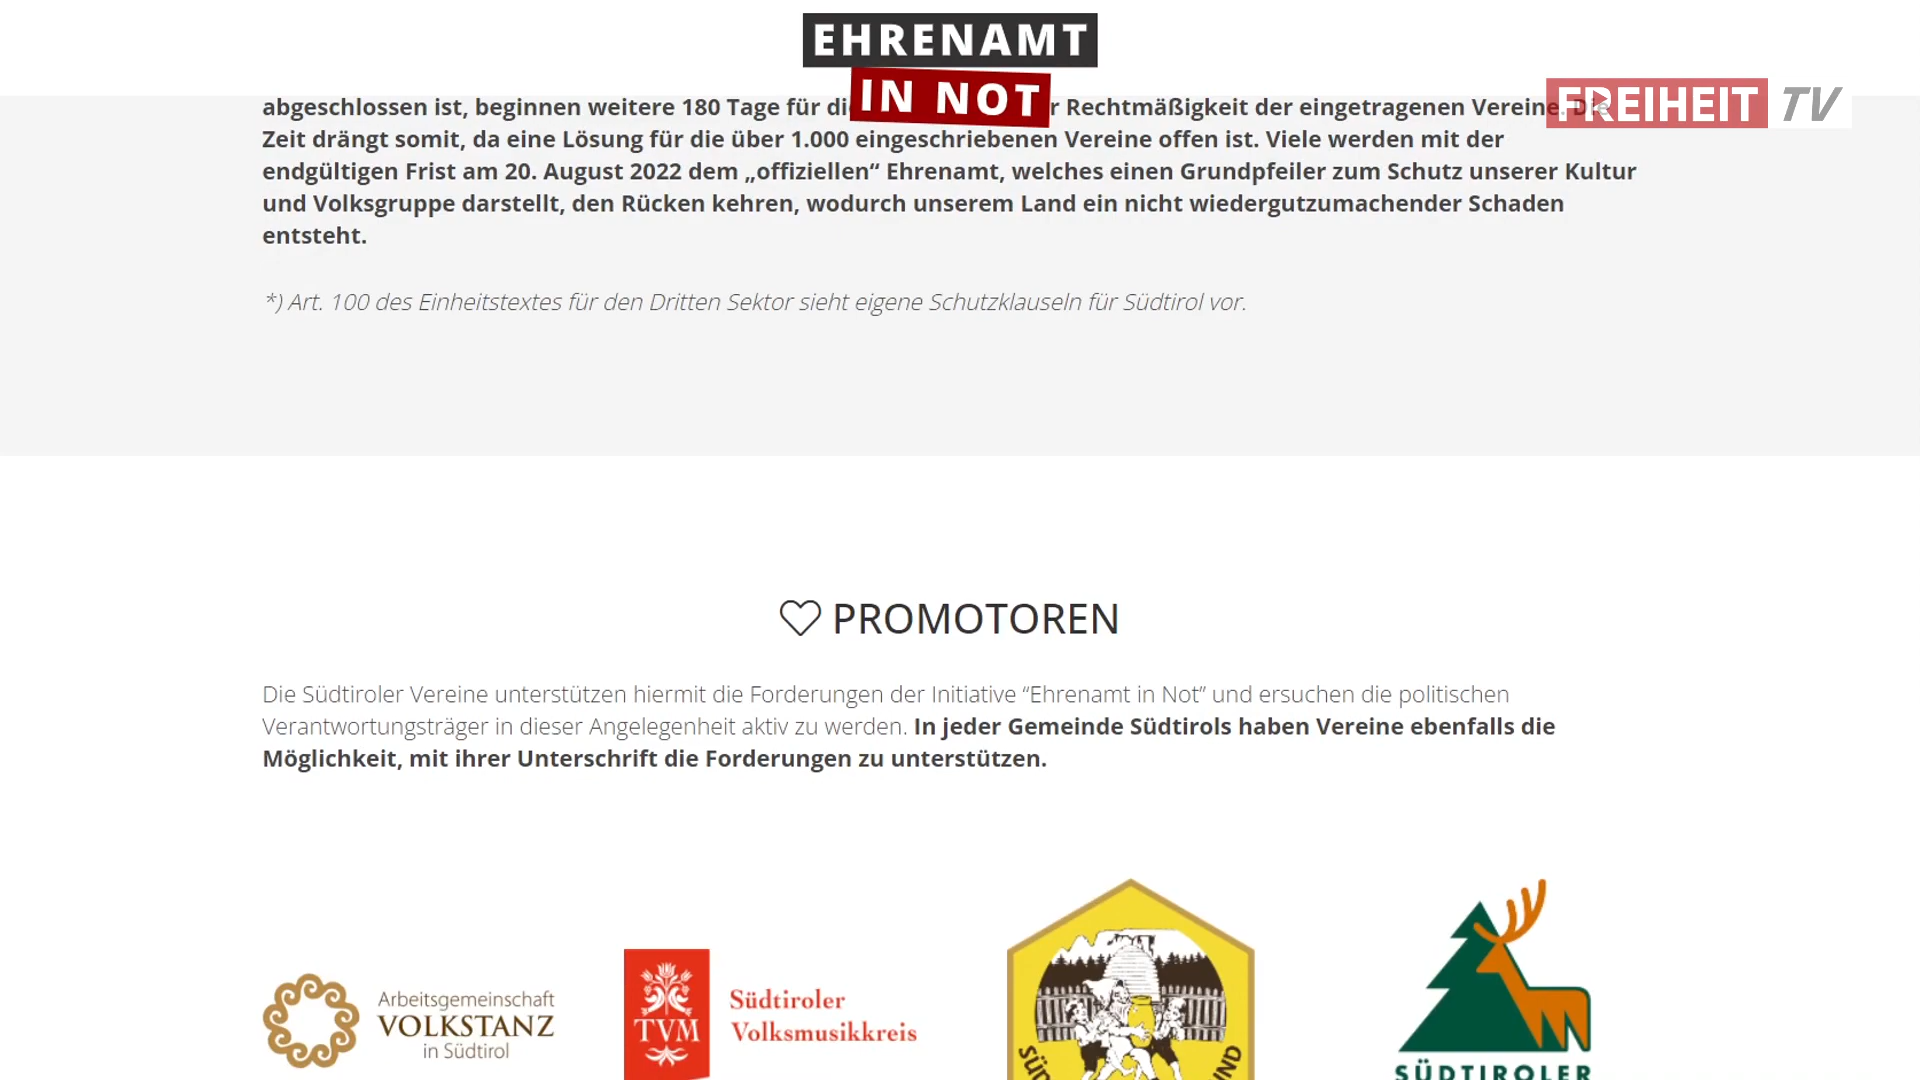 EHRENAMT
IN NOT
FREIHEIT TV
abgeschlossen ist, beginnen weitere 180 Tage für r Rechtmäßigkeit der eingetragenen Vereine. Die
Zeit drängt somit, da eine Lösung für die über 1.000 eingeschriebenen Vereine offen ist. Viele werden mit der
endgültigen Frist am 20. August 2022 dem „offiziellen“ Ehrenamt, welches einen Grundpfeiler zum Schutz unserer Kultur
und Volksgruppe darstellt, den Rücken kehren, wodurch unserem Land ein nicht wiedergutzumachender Schaden
entsteht.
*) Art. 100 des Einheitstextes für den Dritten Sektor sieht eigene Schutzklauseln für Südtirol vor.
PROMOTOREN
Die Südtiroler Vereine unterstützen hiermit die Forderungen der Initiative “Ehrenamt in Not” und ersuchen die politischen
Verantwortungsträger in dieser Angelegenheit aktiv zu werden. In jeder Gemeinde Südtirols haben Vereine ebenfalls die
Möglichkeit, mit ihrer Unterschrift die Forderungen zu unterstützen.
Arbeitsgemeinschaft
VOLKSTANZ
in Südtirol
TVM
Südtiroler
Volksmusikkreis
SÜDTIROLER